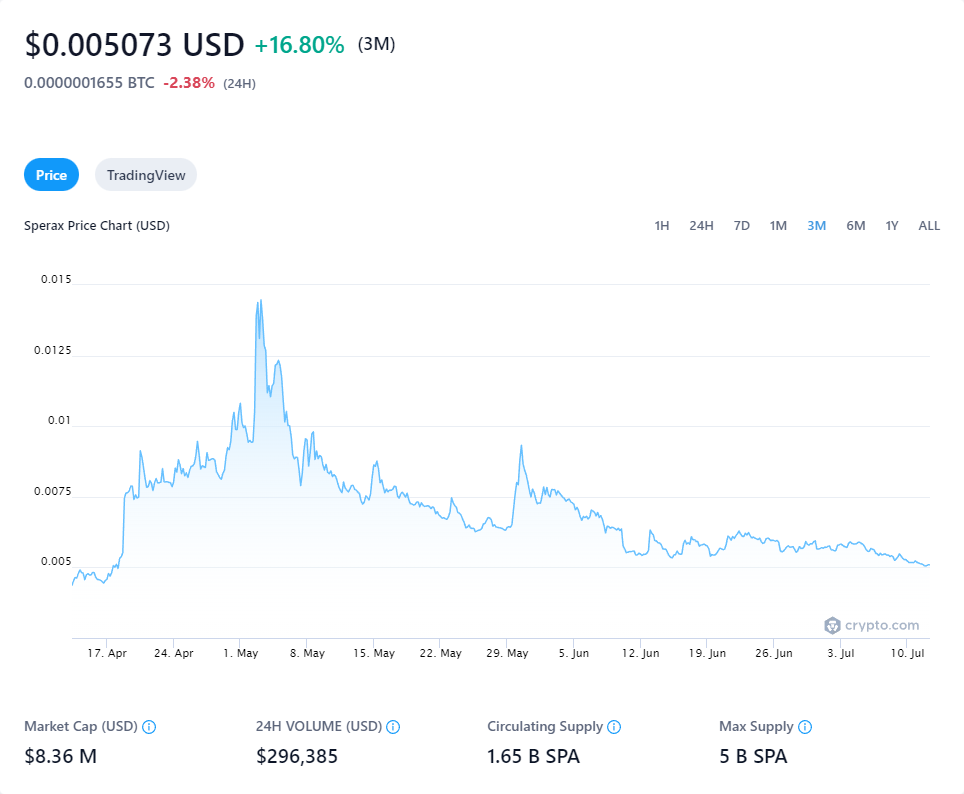 $0.005073 USD +16.80% (3M)
0.0000001655 BTC -2.38% (24H)
Price TradingView
Sperax Price Chart (USD) 1H 24H 7D 1M 3M 6M 1Y ALL
0.015
0.0125
0.01
0.0075
0.005
crypto.com
17. Apr 24. Apr 1. May 8. May 15. May 22. May 29. May 5. Jun 12. Jun 19. Jun 26. Jun 3. Jul 10. Jul
Market Cap (USD) 24H VOLUME (USD) Circulating Supply Max Supply
$8.36 M $296,385 1.65 B SPA 5 B SPA